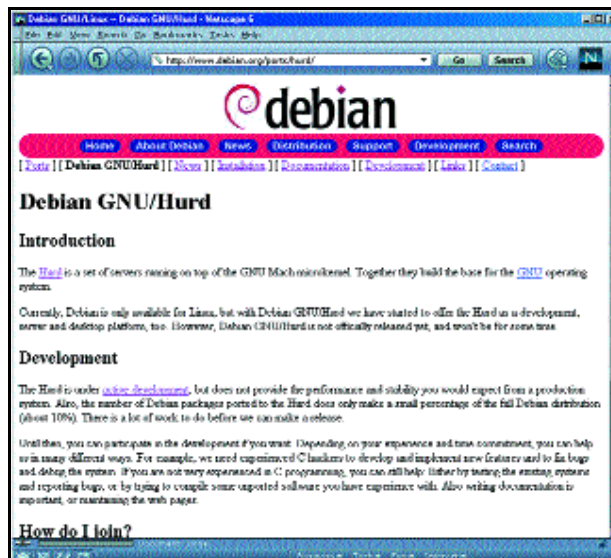 Debian GNU/Linux -- Debian GNU/Hurd - Netscape 6
File Edit View Search Go Bookmarks Tasks Help
http://www.debian.org/ports/hurd/ Go Search N
debian
Home About Debian News Distribution Support Development Search
[ Ports ] [ Debian GNU/Hurd ] [ News ] [ Installation ] [ Documentation ] [ Development ] [ Links ] [ Contact ]
Debian GNU/Hurd
Introduction
The Hurd is a set of servers running on top of the GNU Mach microkernel. Together they build the base for the GNU operating
system.
Currently, Debian is only available for Linux, but with Debian GNU/Hurd we have started to offer the Hurd as a development,
server and desktop platform, too. However, Debian GNU/Hurd is not officially released yet, and won't be for some time.
Development
The Hurd is under active development, but does not provide the performance and stability you would expect from a production
system. Also, the number of Debian packages ported to the Hurd does only make a small percentage of the full Debian distribution
(about 10%). There is a lot of work to do before we can make a release.
Until then, you can participate in the development if you want. Depending on your experience and time commitment, you can help
us in many different ways. For example, we need experienced C hackers to develop and implement new features and to fix bugs
and debug the system. If you are not very experienced in C programming, you can still help: Either by testing the existing systems
and reporting bugs, or by trying to compile some unported software you have experience with. Also writing documentation is
important, or maintaining the web pages.
How do I join?